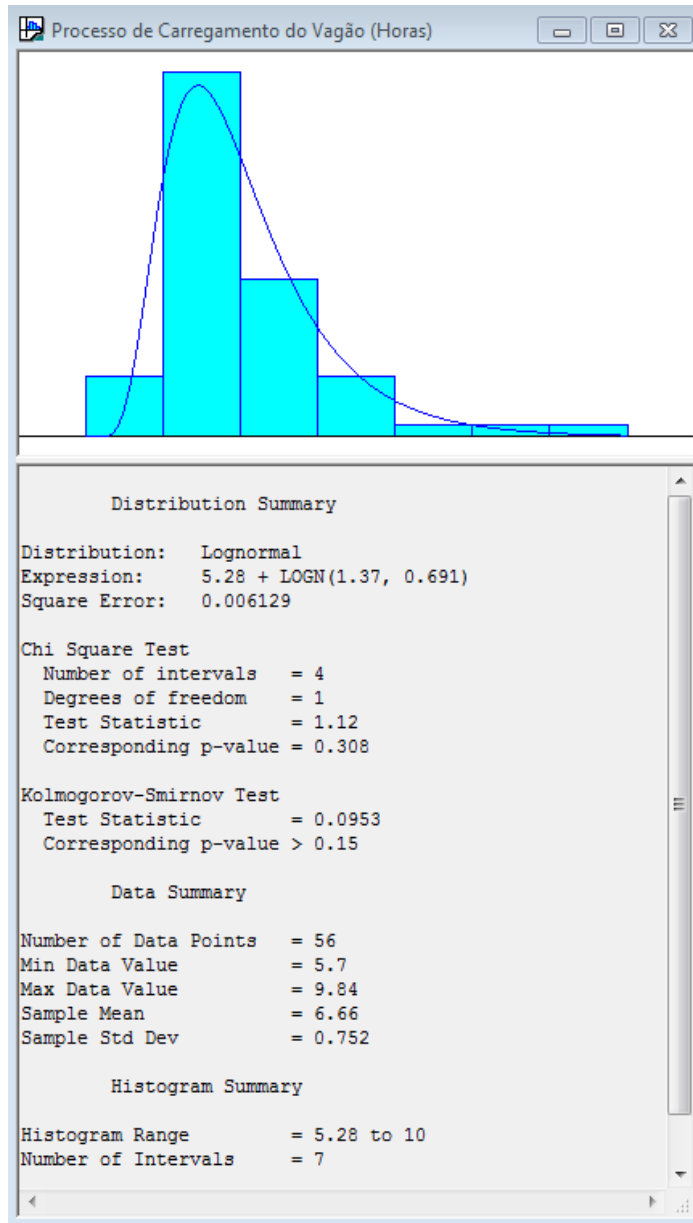 Processo de Carregamento do Vagão (Horas)
Distribution Summary
Distribution: Lognormal
Expression: 5.28 + LOGN(1.37, 0.691)
Square Error: 0.006129
Chi Square Test
Number of intervals = 4
Degrees of freedom = 1
Test Statistic = 1.12
Corresponding p-value = 0.308
Kolmogorov-Smirnov Test
Test Statistic = 0.0953
Corresponding p-value > 0.15
Data Summary
Number of Data Points = 56
Min Data Value = 5.7
Max Data Value = 9.84
Sample Mean = 6.66
Sample Std Dev = 0.752
Histogram Summary
Histogram Range = 5.28 to 10
Number of Intervals = 7